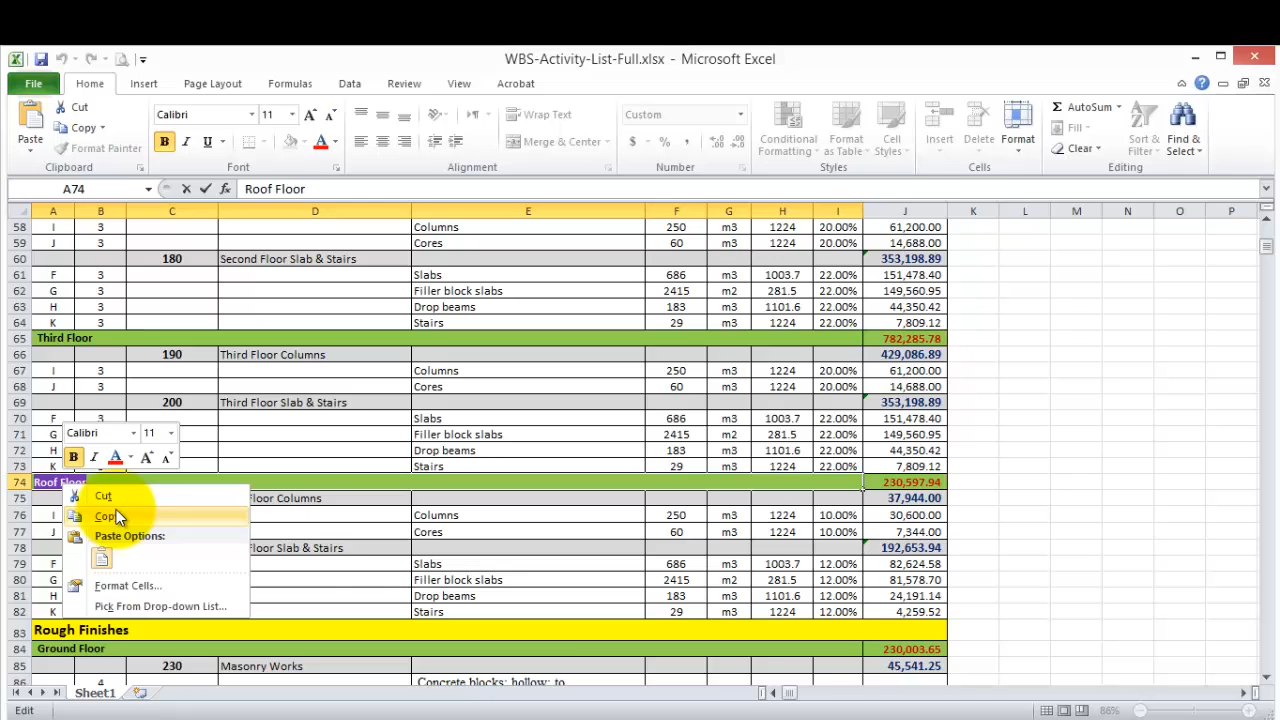 WBS-Activity-List-Full.xlsx - Microsoft Excel
File Home Insert Page Layout Formulas Data Review View Acrobat
Paste Cut Copy Format Painter Clipboard
Calibri 11 B I U A Font
Wrap Text Merge & Center Alignment
Custom $ % , Number
Conditional Formatting Format as Table Cell Styles Styles
Insert Delete Format Cells
Σ AutoSum Fill Clear Sort & Filter Find & Select Editing
A74 fx Roof Floor
A B C D E F G H I J K L M N O P
58 I 3 Columns 250 m3 1224 20.00% 61,200.00
59 J 3 Cores 60 m3 1224 20.00% 14,688.00
60 180 Second Floor Slab & Stairs 353,198.89
61 F 3 Slabs 686 m3 1003.7 22.00% 151,478.40
62 G 3 Filler block slabs 2415 m2 281.5 22.00% 149,560.95
63 H 3 Drop beams 183 m3 1101.6 22.00% 44,350.42
64 K 3 Stairs 29 m3 1224 22.00% 7,809.12
65 Third Floor 782,285.78
66 190 Third Floor Columns 429,086.89
67 I 3 Columns 250 m3 1224 20.00% 61,200.00
68 J 3 Cores 60 m3 1224 20.00% 14,688.00
69 200 Third Floor Slab & Stairs 353,198.89
70 F 3 Slabs 686 m3 1003.7 22.00% 151,478.40
71 G Filler block slabs 2415 m2 281.5 22.00% 149,560.95
72 H Drop beams 183 m3 1101.6 22.00% 44,350.42
73 K Stairs 29 m3 1224 22.00% 7,809.12
74 Roof Floor 230,597.94
75 Floor Columns 37,944.00
76 I Columns 250 m3 1224 10.00% 30,600.00
77 J Cores 60 m3 1224 10.00% 7,344.00
78 Floor Slab & Stairs 192,653.94
79 F Slabs 686 m3 1003.7 12.00% 82,624.58
80 G Filler block slabs 2415 m2 281.5 12.00% 81,578.70
81 H Drop beams 183 m3 1101.6 12.00% 24,191.14
82 K Stairs 29 m3 1224 12.00% 4,259.52
83 Rough Finishes
84 Ground Floor 230,003.65
85 230 Masonry Works 45,541.25
86 4 Concrete blocks; hollow; to
Calibri 11
B I A A A
Cut
Copy
Paste Options:
Format Cells...
Pick From Drop-down List...
Sheet1
Edit 86%